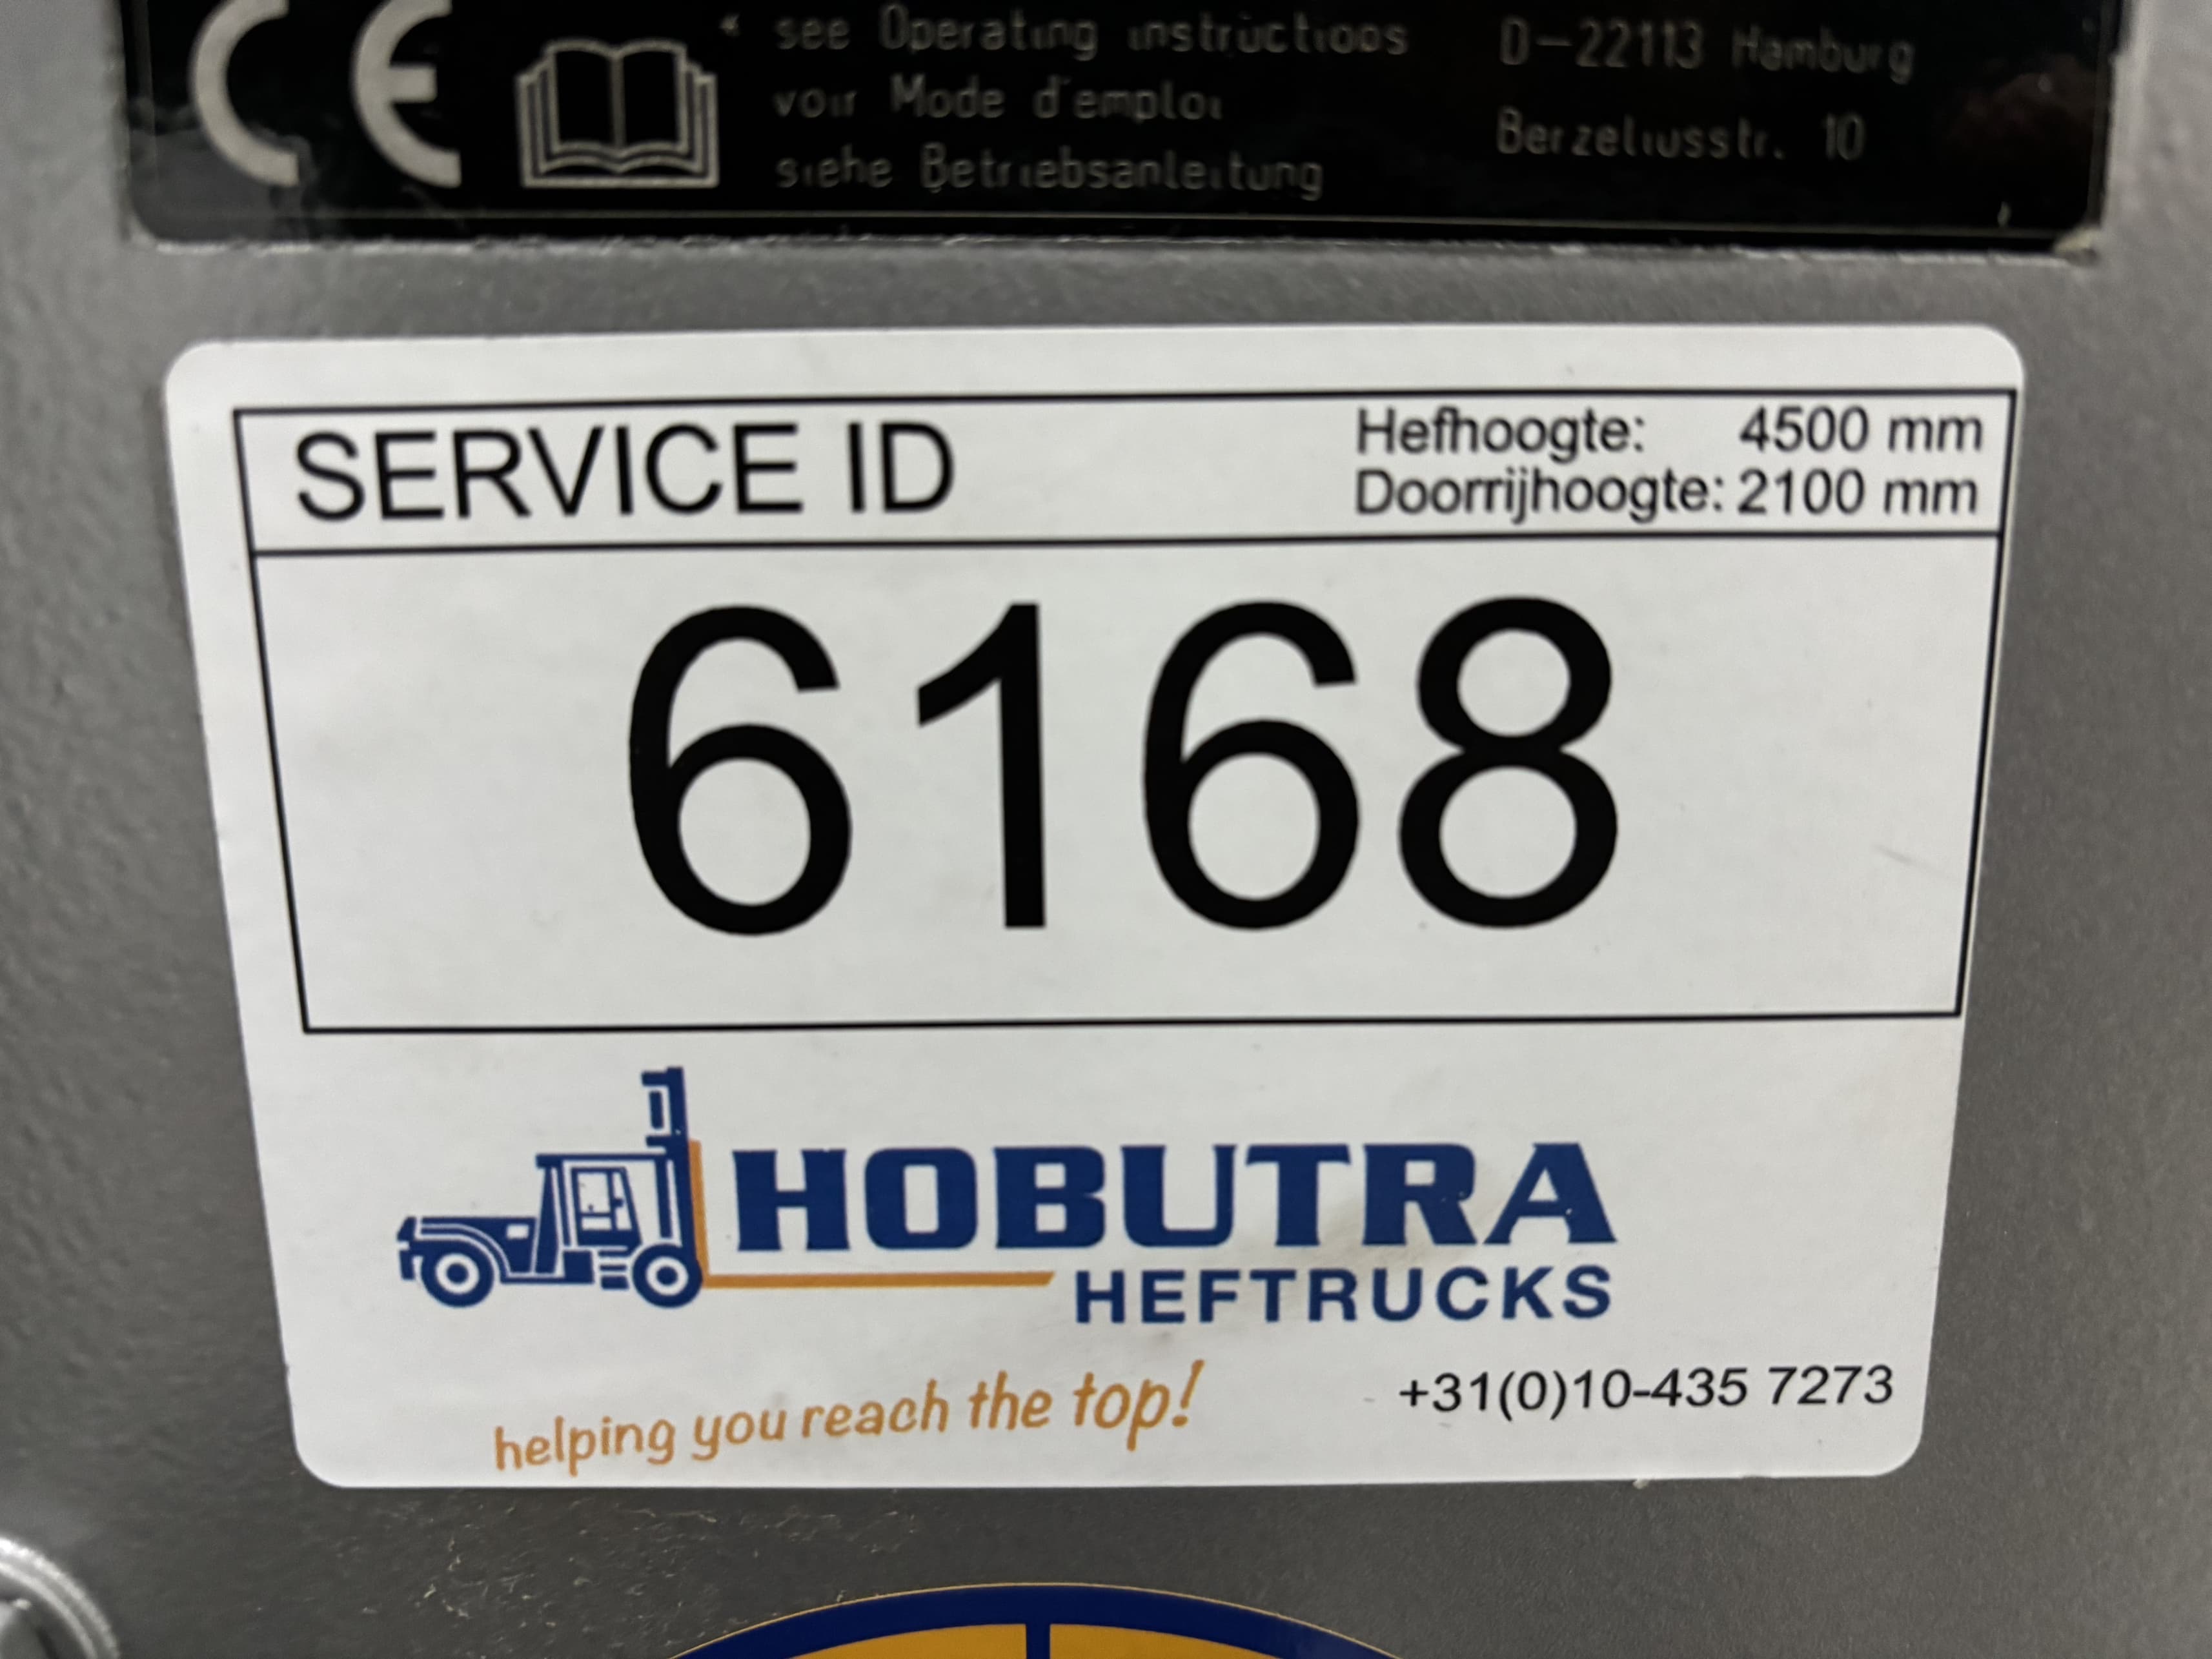 CE
* see Operating instructions
voir Mode d'emploi
siehe Betriebsanleitung
D-22113 Hamburg
Berzeliusstr. 10
SERVICE ID
Hefhoogte: 4500 mm
Doorrijhoogte: 2100 mm
6168
HOBUTRA
HEFTRUCKS
helping you reach the top!
+31(0)10-435 7273